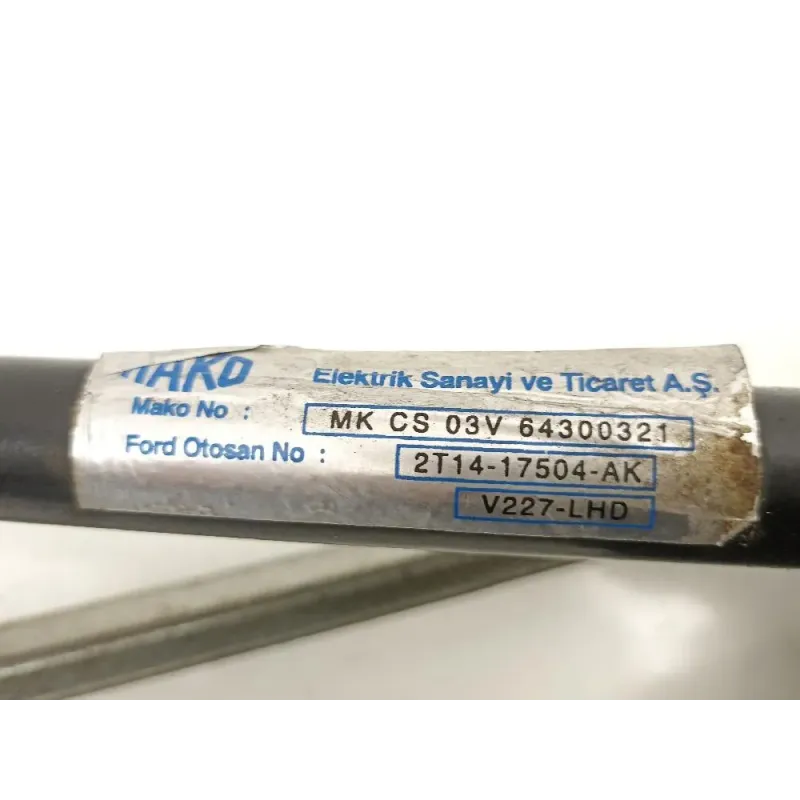 MAKO Elektrik Sanayi ve Ticaret A.Ş.
Mako No : MK CS 03V 64300321
Ford Otosan No : 2T14-17504-AK
V227-LHD